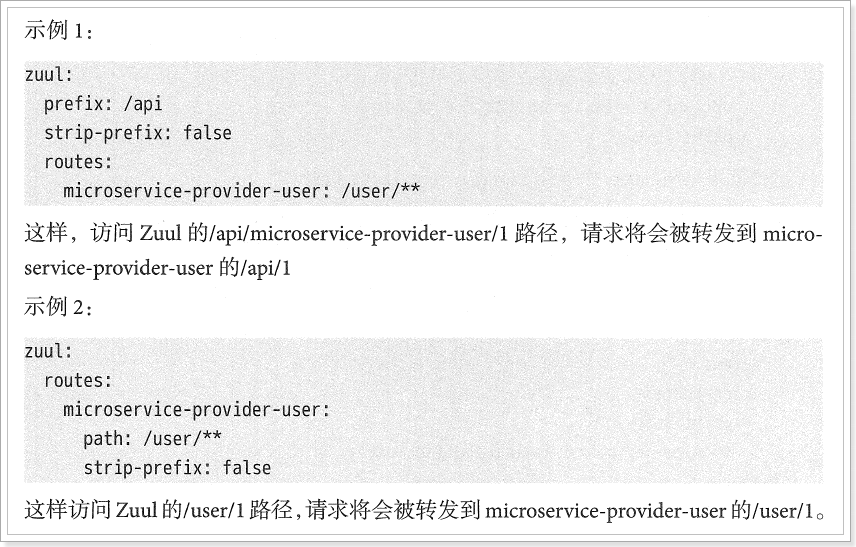 示例 1：
zuul:
  prefix: /api
  strip-prefix: false
  routes:
    microservice-provider-user: /user/**
这样，访问 Zuul 的/api/microservice-provider-user/1 路径，请求将会被转发到 micro-
service-provider-user 的/api/1
示例 2：
zuul:
  routes:
    microservice-provider-user:
      path: /user/**
      strip-prefix: false
这样访问 Zuul 的/user/1 路径，请求将会被转发到 microservice-provider-user 的/user/1。